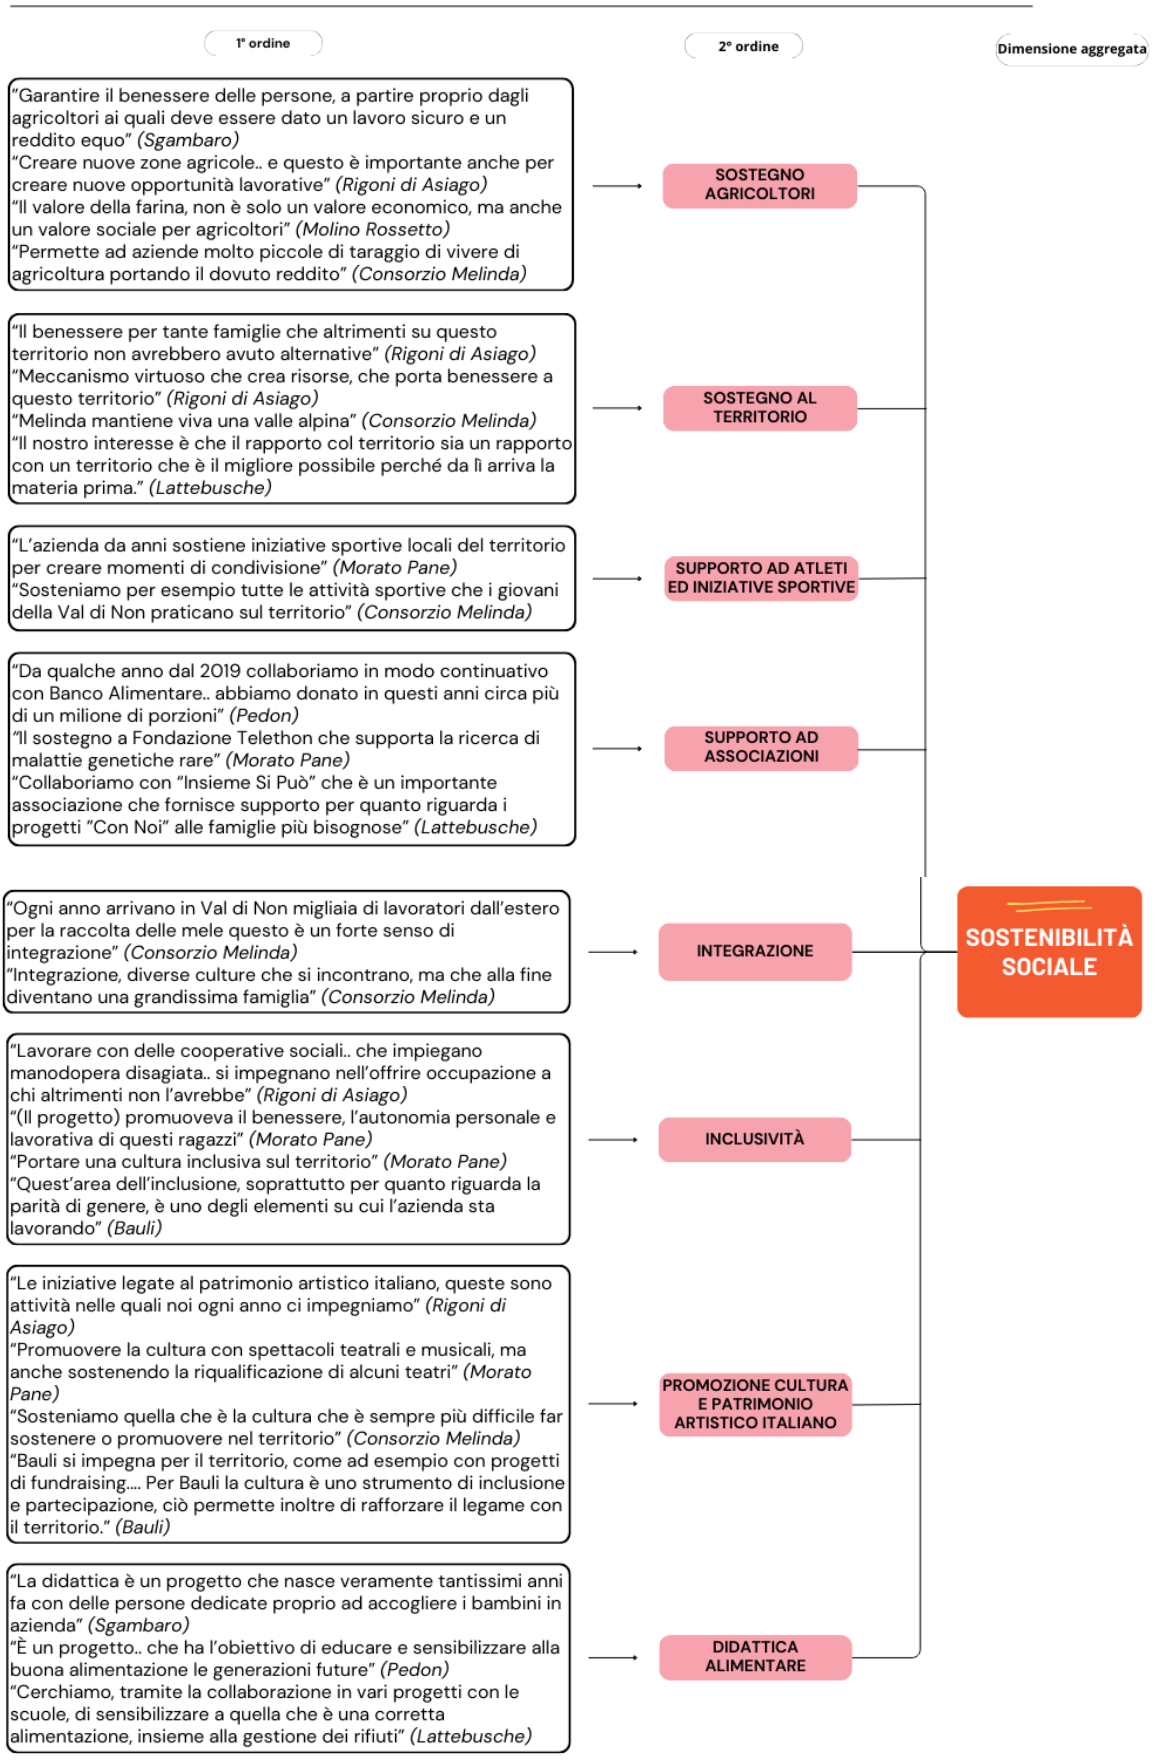 1° ordine
2° ordine
Dimensione aggregata
"Garantire il benessere delle persone, a partire proprio dagli
agricoltori ai quali deve essere dato un lavoro sicuro e un
reddito equo" (Sgambaro)
"Creare nuove zone agricole.. e questo è importante anche per
creare nuove opportunità lavorative" (Rigoni di Asiago)
"Il valore della farina, non è solo un valore economico, ma anche
un valore sociale per agricoltori" (Molino Rossetto)
"Permette ad aziende molto piccole di taraggio di vivere di
agricoltura portando il dovuto reddito" (Consorzio Melinda)
SOSTEGNO
AGRICOLTORI
"Il benessere per tante famiglie che altrimenti su questo
territorio non avrebbero avuto alternative" (Rigoni di Asiago)
"Meccanismo virtuoso che crea risorse, che porta benessere a
questo territorio" (Rigoni di Asiago)
"Melinda mantiene viva una valle alpina" (Consorzio Melinda)
"Il nostro interesse è che il rapporto col territorio sia un rapporto
con un territorio che è il migliore possibile perché da lì arriva la
materia prima." (Lattebusche)
SOSTEGNO AL
TERRITORIO
"L'azienda da anni sostiene iniziative sportive locali del territorio
per creare momenti di condivisione" (Morato Pane)
"Sosteniamo per esempio tutte le attività sportive che i giovani
della Val di Non praticano sul territorio" (Consorzio Melinda)
SUPPORTO AD ATLETI
ED INIZIATIVE SPORTIVE
"Da qualche anno dal 2019 collaboriamo in modo continuativo
con Banco Alimentare.. abbiamo donato in questi anni circa più
di un milione di porzioni" (Pedon)
"Il sostegno a Fondazione Telethon che supporta la ricerca di
malattie genetiche rare" (Morato Pane)
"Collaboriamo con "Insieme Si Può" che è un importante
associazione che fornisce supporto per quanto riguarda i
progetti "Con Noi" alle famiglie più bisognose" (Lattebusche)
SUPPORTO AD
ASSOCIAZIONI
"Ogni anno arrivano in Val di Non migliaia di lavoratori dall'estero
per la raccolta delle mele questo è un forte senso di
integrazione" (Consorzio Melinda)
"Integrazione, diverse culture che si incontrano, ma che alla fine
diventano una grandissima famiglia" (Consorzio Melinda)
INTEGRAZIONE
SOSTENIBILITÀ
SOCIALE
"Lavorare con delle cooperative sociali.. che impiegano
manodopera disagiata.. si impegnano nell'offrire occupazione a
chi altrimenti non l'avrebbe" (Rigoni di Asiago)
"(Il progetto) promuoveva il benessere, l'autonomia personale e
lavorativa di questi ragazzi" (Morato Pane)
"Portare una cultura inclusiva sul territorio" (Morato Pane)
"Quest'area dell'inclusione, soprattutto per quanto riguarda la
parità di genere, è uno degli elementi su cui l'azienda sta
lavorando" (Bauli)
INCLUSIVITÀ
"Le iniziative legate al patrimonio artistico italiano, queste sono
attività nelle quali noi ogni anno ci impegniamo" (Rigoni di
Asiago)
"Promuovere la cultura con spettacoli teatrali e musicali, ma
anche sostenendo la riqualificazione di alcuni teatri" (Morato
Pane)
"Sosteniamo quella che è la cultura che è sempre più difficile far
sostenere o promuovere nel territorio" (Consorzio Melinda)
"Bauli si impegna per il territorio, come ad esempio con progetti
di fundraising.... Per Bauli la cultura è uno strumento di inclusione
e partecipazione, ciò permette inoltre di rafforzare il legame con
il territorio." (Bauli)
PROMOZIONE CULTURA
E PATRIMONIO
ARTISTICO ITALIANO
"La didattica è un progetto che nasce veramente tantissimi anni
fa con delle persone dedicate proprio ad accogliere i bambini in
azienda" (Sgambaro)
"È un progetto.. che ha l'obiettivo di educare e sensibilizzare alla
buona alimentazione le generazioni future" (Pedon)
"Cerchiamo, tramite la collaborazione in vari progetti con le
scuole, di sensibilizzare a quella che è una corretta
alimentazione, insieme alla gestione dei rifiuti" (Lattebusche)
DIDATTICA
ALIMENTARE